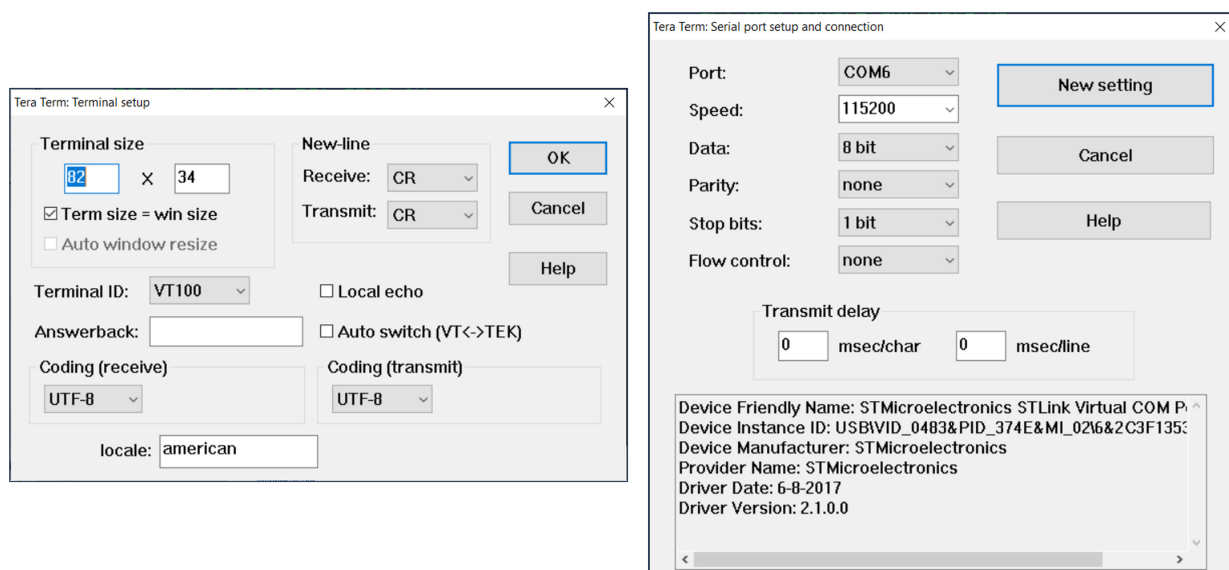 Tera Term: Terminal setup
Terminal size
82 X 34
Term size = win size
Auto window resize
New-line
Receive: CR
Transmit: CR
OK
Cancel
Help
Terminal ID: VT100
Local echo
Answerback:
Auto switch (VT<->TEK)
Coding (receive)
UTF-8
Coding (transmit)
UTF-8
locale: american
Tera Term: Serial port setup and connection
Port: COM6
Speed: 115200
Data: 8 bit
Parity: none
Stop bits: 1 bit
Flow control: none
New setting
Cancel
Help
Transmit delay
0 msec/char 0 msec/line
Device Friendly Name: STMicroelectronics STLink Virtual COM P
Device Instance ID: USB\VID_0483&PID_374E&MI_02\6&2C3F1353
Device Manufacturer: STMicroelectronics
Provider Name: STMicroelectronics
Driver Date: 6-8-2017
Driver Version: 2.1.0.0